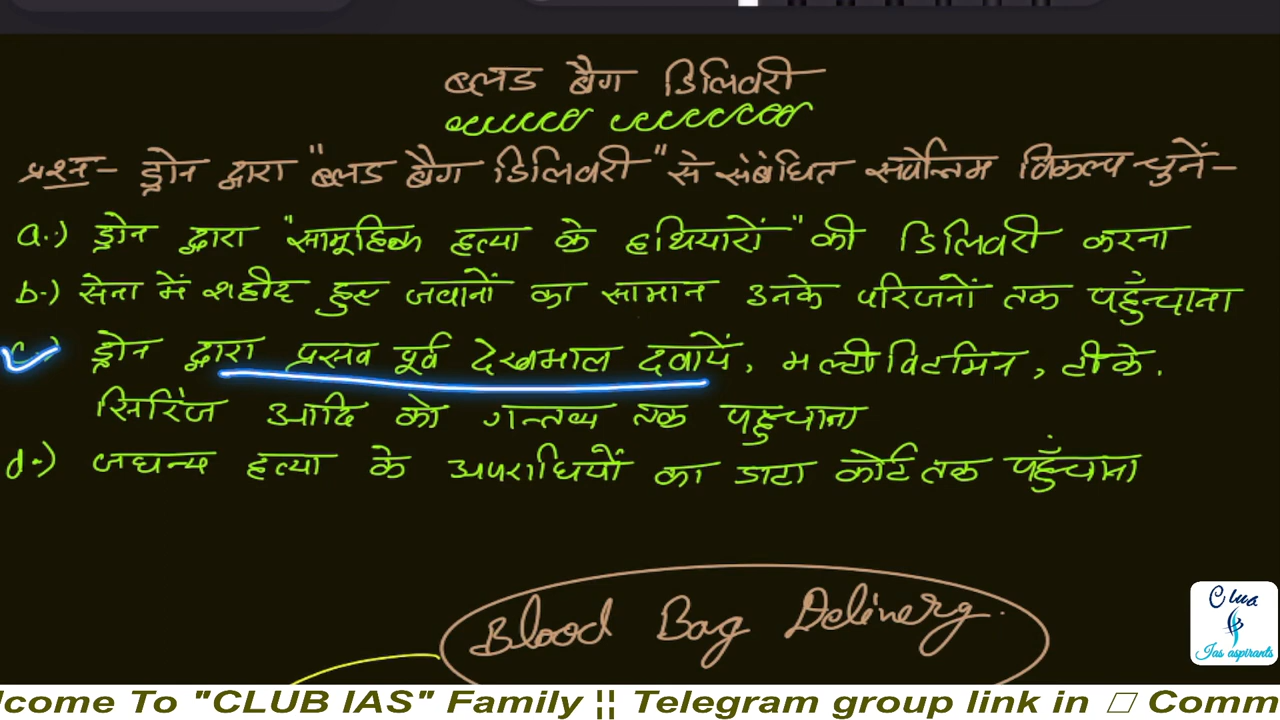 ब्लड बैग डिलिवरी
प्रश्न- ड्रोन द्वारा "ब्लड बैग डिलिवरी" से संबंधित सर्वोत्तम विकल्प चुनें-
a.) ड्रोन द्वारा "सामूहिक हत्या के हथियारों" की डिलिवरी करना
b.) सेना में शहीद हुए जवानों का सामान उनके परिजनों तक पहुँन्चाना
c.) ड्रोन द्वारा प्रसव पूर्व देखभाल दवायें, मल्टीविटमिन, टीके.
सिरिंज आदि को गन्तव्य तक पहुचाना
d.) जघन्य हत्या के अपराधियों का डाटा कोर्ट तक पहुँचाना
Blood Bag Delinerg.
Club
Ias aspirants
lcome To "CLUB IAS" Family ¦¦ Telegram group link in □ Comm